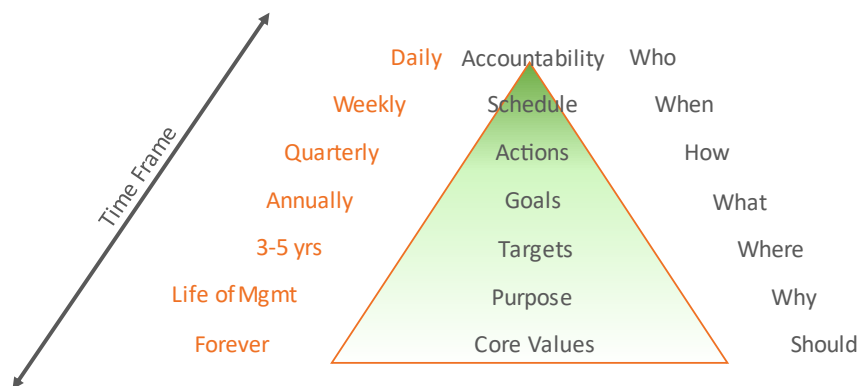 Time Frame
Daily Accountability Who
Weekly Schedule When
Quarterly Actions How
Annually Goals What
3-5 yrs Targets Where
Life of Mgmt Purpose Why
Forever Core Values Should